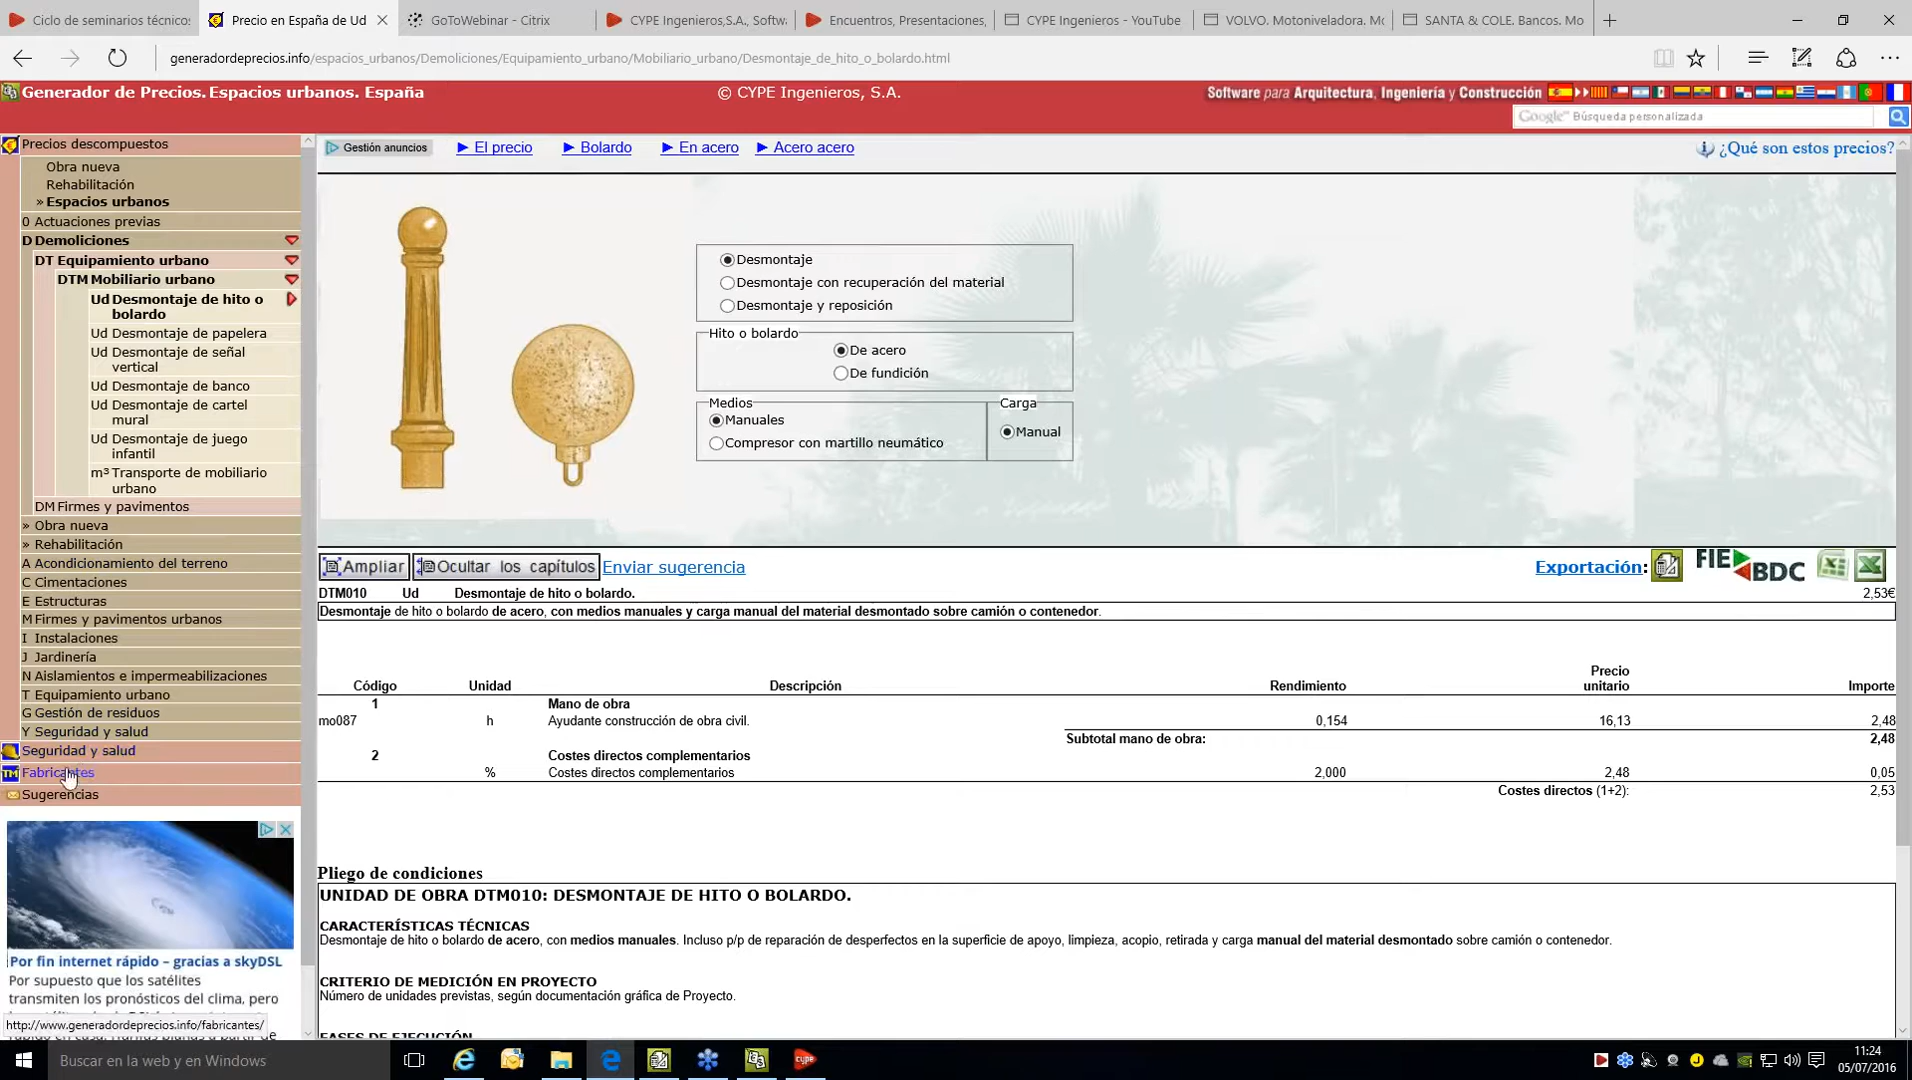 Ciclo de seminarios técnico:
Precio en España de Ud
GoToWebinar - Citrix
CYPE Ingenieros,S.A., Softw
Encuentros, Presentaciones,
CYPE Ingenieros - YouTube
VOLVO. Motoniveladora. Mo
SANTA & COLE. Bancos. Mo
generadordeprecios.info/espacios_urbanos/Demoliciones/Equipamiento_urbano/Mobiliario_urbano/Desmontaje_de_hito_o_bolardo.html
Generador de Precios. Espacios urbanos. España
© CYPE Ingenieros, S.A.
Software para Arquitectura, Ingeniería y Construcción
Google™ Búsqueda personalizada
Precios descompuestos
Obra nueva
Rehabilitación
» Espacios urbanos
0 Actuaciones previas
D Demoliciones
DT Equipamiento urbano
DTM Mobiliario urbano
Ud Desmontaje de hito o
bolardo
Ud Desmontaje de papelera
Ud Desmontaje de señal
vertical
Ud Desmontaje de banco
Ud Desmontaje de cartel
mural
Ud Desmontaje de juego
infantil
m³ Transporte de mobiliario
urbano
DM Firmes y pavimentos
» Obra nueva
» Rehabilitación
A Acondicionamiento del terreno
C Cimentaciones
E Estructuras
M Firmes y pavimentos urbanos
I Instalaciones
J Jardinería
N Aislamientos e impermeabilizaciones
T Equipamiento urbano
G Gestión de residuos
Y Seguridad y salud
Seguridad y salud
TM Fabricantes
Sugerencias
Por fin internet rápido – gracias a skyDSL
Por supuesto que los satélites
transmiten los pronósticos del clima, pero
http://www.generadordeprecios.info/fabricantes/
Gestión anuncios
► El precio
► Bolardo
► En acero
► Acero acero
¿Qué son estos precios?
Desmontaje
Desmontaje con recuperación del material
Desmontaje y reposición
Hito o bolardo
De acero
De fundición
Medios
Manuales
Compresor con martillo neumático
Carga
Manual
Ampliar
Ocultar los capítulos
Enviar sugerencia
Exportación:
FIE BDC
DTM010 Ud Desmontaje de hito o bolardo. 2,53€
Desmontaje de hito o bolardo de acero, con medios manuales y carga manual del material desmontado sobre camión o contenedor.
Código Unidad Descripción Rendimiento Precio unitario Importe
1 Mano de obra
mo087 h Ayudante construcción de obra civil. 0,154 16,13 2,48
Subtotal mano de obra: 2,48
2 Costes directos complementarios
% Costes directos complementarios 2,000 2,48 0,05
Costes directos (1+2): 2,53
Pliego de condiciones
UNIDAD DE OBRA DTM010: DESMONTAJE DE HITO O BOLARDO.
CARACTERÍSTICAS TÉCNICAS
Desmontaje de hito o bolardo de acero, con medios manuales. Incluso p/p de reparación de desperfectos en la superficie de apoyo, limpieza, acopio, retirada y carga manual del material desmontado sobre camión o contenedor.
CRITERIO DE MEDICIÓN EN PROYECTO
Número de unidades previstas, según documentación gráfica de Proyecto.
FASES DE EJECUCIÓN
Buscar en la web y en Windows
cype
11:24
05/07/2016